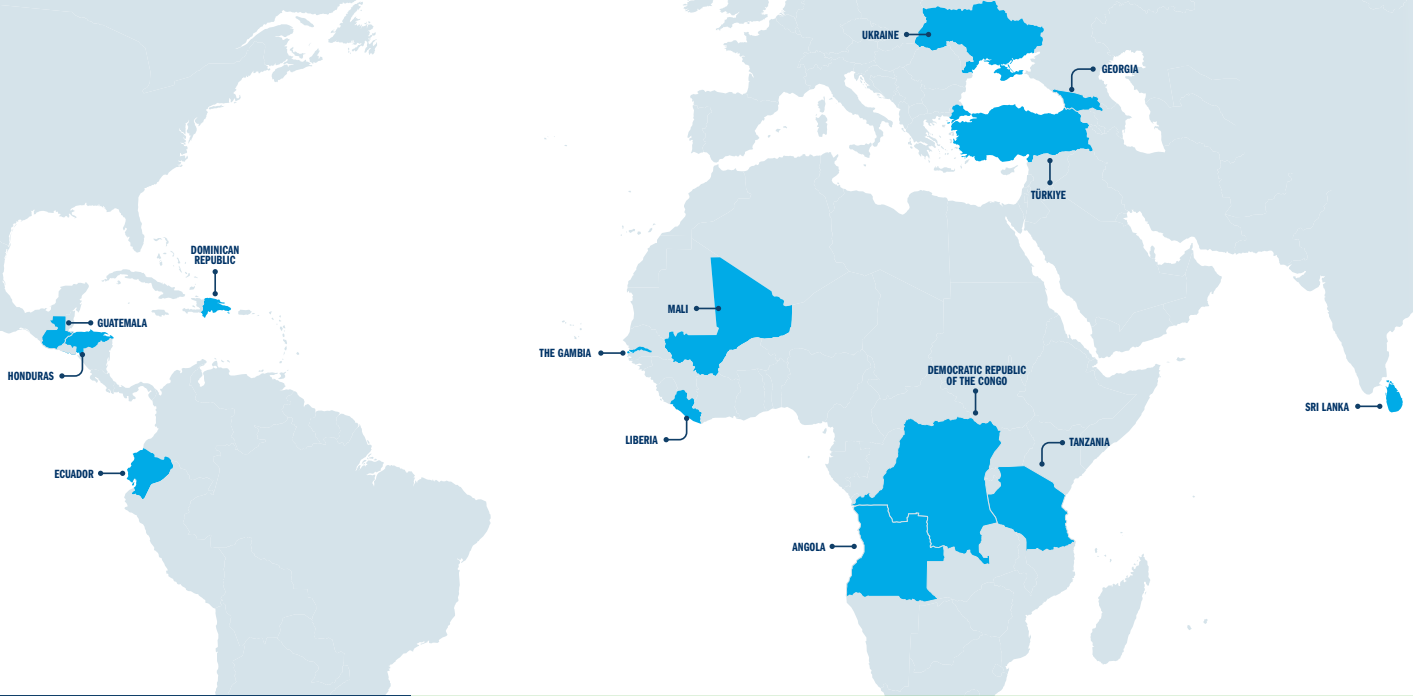 UKRAINE
GEORGIA
TÜRKIYE
DOMINICAN
REPUBLIC
GUATEMALA
HONDURAS
MALI
THE GAMBIA
LIBERIA
DEMOCRATIC REPUBLIC
OF THE CONGO
SRI LANKA
TANZANIA
ECUADOR
ANGOLA